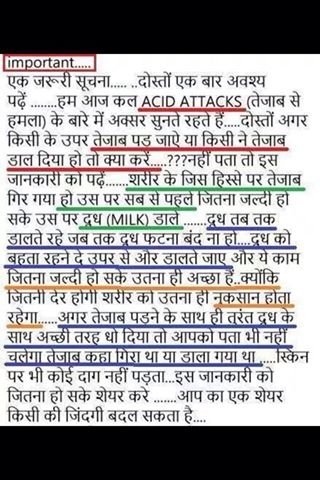 important.....
एक जरूरी सूचना.... ..दोस्तों एक बार अवश्य
पढ़ें ........हम आज कल ACID ATTACKS (तेजाब से
हमला) के बारे में अक्सर सुनते रहते हैं.....दोस्तों अगर
किसी के उपर तेजाब पड़ जाऐ या किसी ने तेजाब
डाल दिया हो तो क्या करें.....???नहीं पता तो इस
जानकारी को पढ़ें.......शरीर के जिस हिस्से पर तेजाब
गिर गया हो उस पर सब से पहले जितना जल्दी हो
सके उस पर दूध (MILK) डाले .......दूध तब तक
डालते रहे जब तक दूध फटना बंद ना हो....दूध को
बहता रहने दे उपर से और डालते जाए और ये काम
जितना जल्दी हो सके उतना ही अच्छा हैं..क्योंकि
जितनी देर होगी शरीर को उतना ही नुकसान होता
रहेगा.....अगर तेजाब पड़ने के साथ ही तुरंत दूध के
साथ अच्छी तरह धो दिया तो आपको पता भी नहीं
चलेगा तेजाब कहा गिरा था या डाला गया था .....स्किन
पर भी कोई दाग नहीं पड़ता...इस जानकारी को
जितना हो सके शेयर करे .......आप का एक शेयर
किसी की जिंदगी बदल सकता है....